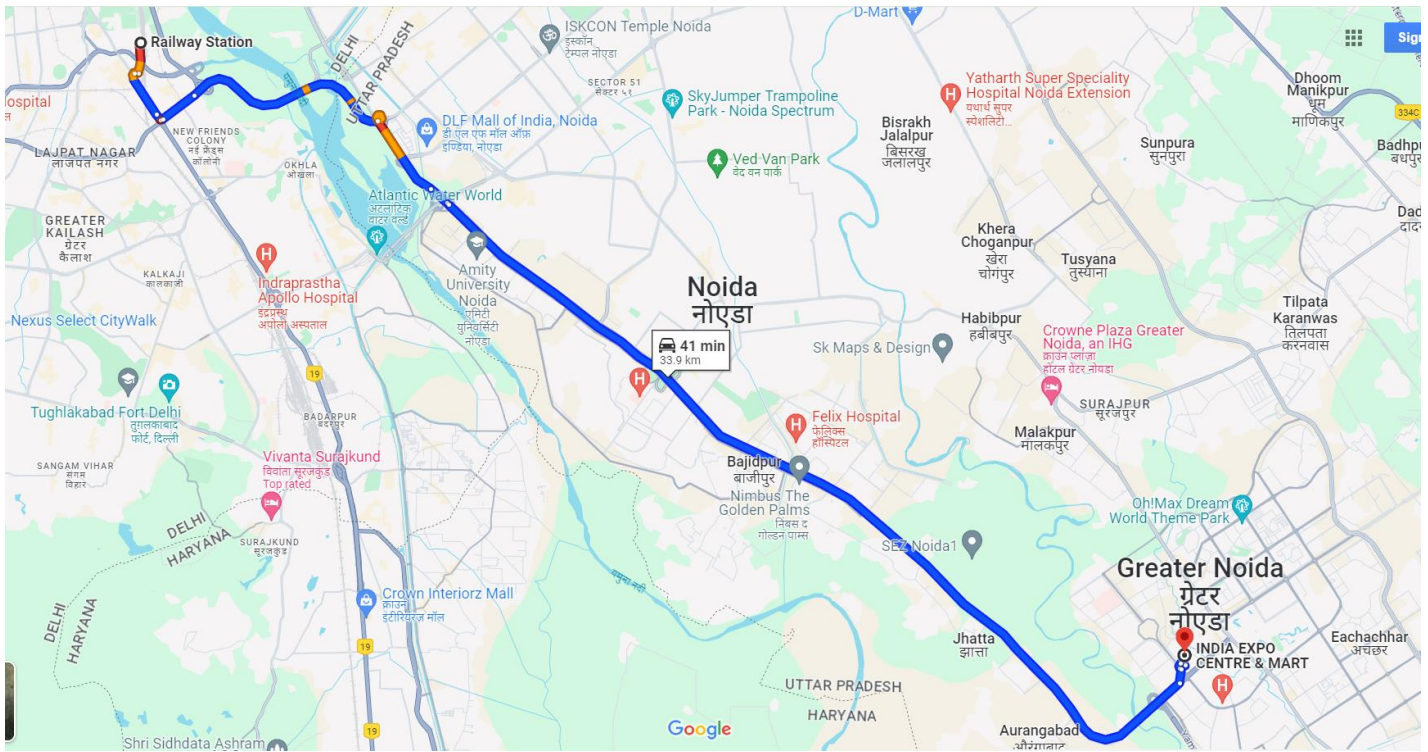 D-Mart
Sign
Railway Station
ISKCON Temple Noida
इस्कॉन
टेम्पल नोएडा
DELHI
UTTAR PRADESH
SECTOR 51
सेक्टर ५१
Yatharth Super Speciality
Hospital Noida Extension
यथार्थ सुपर
स्पेशलिटी...
Dhoom
Manikpur
धूम
माणिकपुर
334C
ospital
SkyJumper Trampoline
Park - Noida Spectrum
DLF Mall of India, Noida
डी एल एफ मॉल ऑफ़
इण्डिया, नोएडा
Bisrakh
Jalalpur
बिसरख
जलालपुर
Sunpura
सुनपुरा
Badhpu
बधपुर
NEW FRIENDS
COLONY
नई फ्रेंड्स
कॉलोनी
LAJPAT NAGAR
लाजपत नगर
OKHLA
ओखला
Ved Van Park
वेद वन पार्क
Atlantic Water World
अटलांटिक
वाटर वर्ल्ड
GREATER
KAILASH
ग्रेटर
कैलाश
Khera
Choganpur
खेरा
चोगंपुर
Dad
दादर
KALKAJI
कालकाजी
Indraprastha
Apollo Hospital
इंद्रप्रस्थ
अपोलो अस्पताल
Amity
University
Noida
एमिटी
युनिवर्सिटी
नोएडा
Noida
नोएडा
Tusyana
तुस्याना
Tilpata
Karanwas
तिलपता
करनवास
Nexus Select CityWalk
Habibpur
हबीबपुर
41 min
33.9 km
Sk Maps & Design
Crowne Plaza Greater
Noida, an IHG
क्राउन प्लाज़ा
होटल ग्रेटर नोयडा
19
Tughlakabad Fort Delhi
तुग़लकाबाद
फोर्ट, दिल्ली
BADARPUR
बदरपुर
Felix Hospital
फेलिक्स
हॉस्पिटल
SURAJPUR
सूरजपुर
Malakpur
मालकपुर
SANGAM VIHAR
संगम
विहार
Vivanta Surajkund
विवांता सूरजकुंड
Top rated
Bajidpur
बाजीपुर
Nimbus The
Golden Palms
निंबस द
गोल्डन पाम्स
Oh!Max Dream
World Theme Park
DELHI
HARYANA
SURAJKUND
सूरजकुंड
SEZ Noida1
Greater Noida
ग्रेटर
नोएडा
यमुना नदी
Crown Interiorz Mall
क्राउन
इंटीरियरज़ मॉल
DELHI
HARYANA
19
Jhatta
झात्ता
INDIA EXPO
CENTRE & MART
Eachachhar
अचछर
UTTAR PRADESH
HARYANA
Google
19
Aurangabad
औरंगाबाद
Shri Sidhdata Ashram